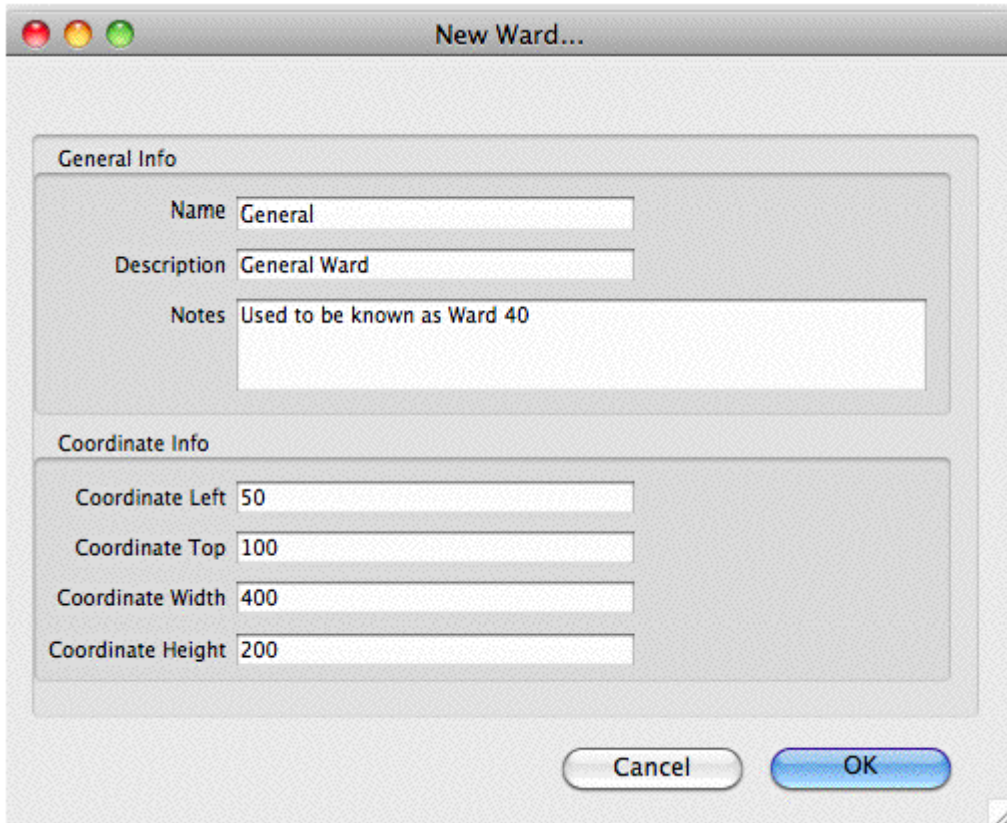 New Ward...
General Info
Name General
Description General Ward
Notes Used to be known as Ward 40
Coordinate Info
Coordinate Left 50
Coordinate Top 100
Coordinate Width 400
Coordinate Height 200
Cancel OK